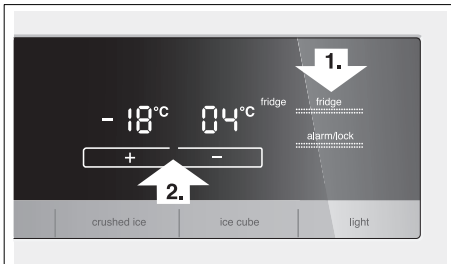 1.
-18°C 04°C fridge fridge
alarm/lock
+ −
2.
crushed ice ice cube light